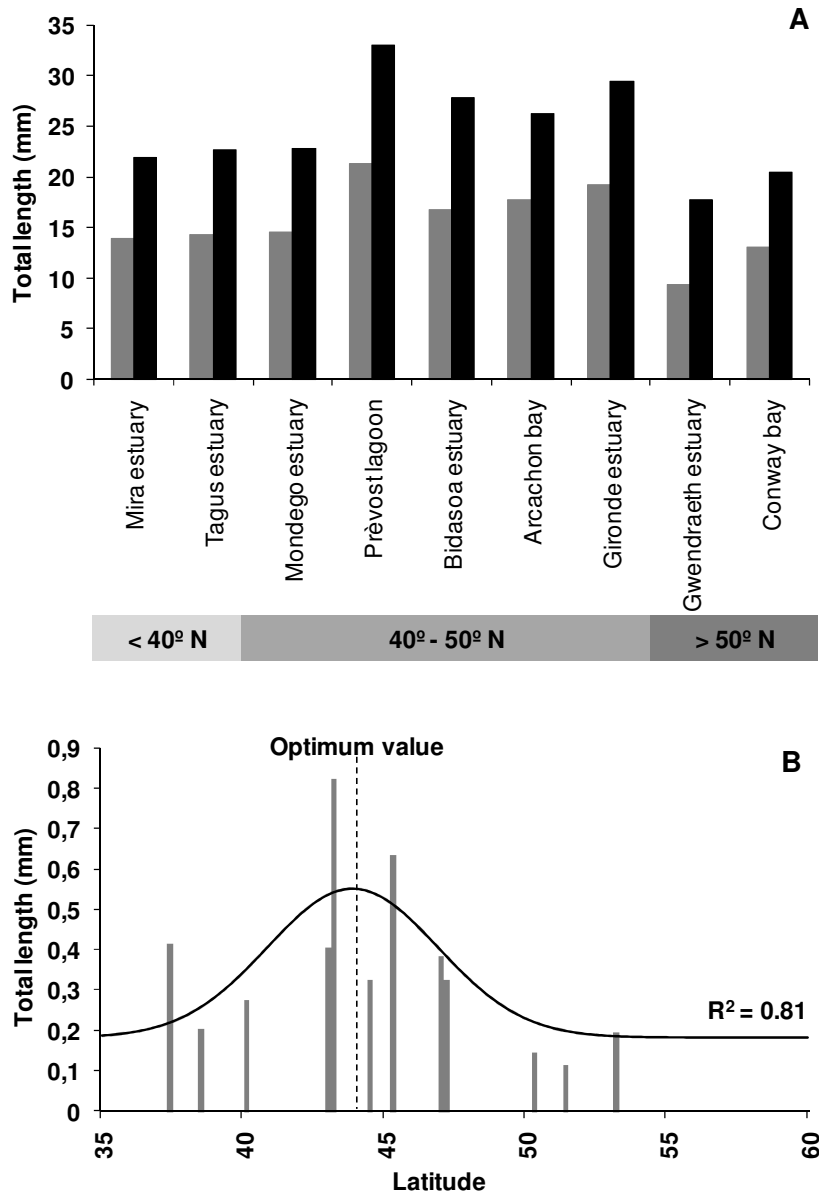 A
Total length (mm)
35
30
25
20
15
10
5
0
Mira estuary
Tagus estuary
Mondego estuary
Prèvost lagoon
Bidasoa estuary
Arcachon bay
Gironde estuary
Gwendraeth estuary
Conway bay
< 40º N
40º - 50º N
> 50º N
B
Optimum value
Total length (mm)
0,9
0,8
0,7
0,6
0,5
0,4
0,3
0,2
0,1
0
R² = 0.81
35
40
45
50
55
60
Latitude